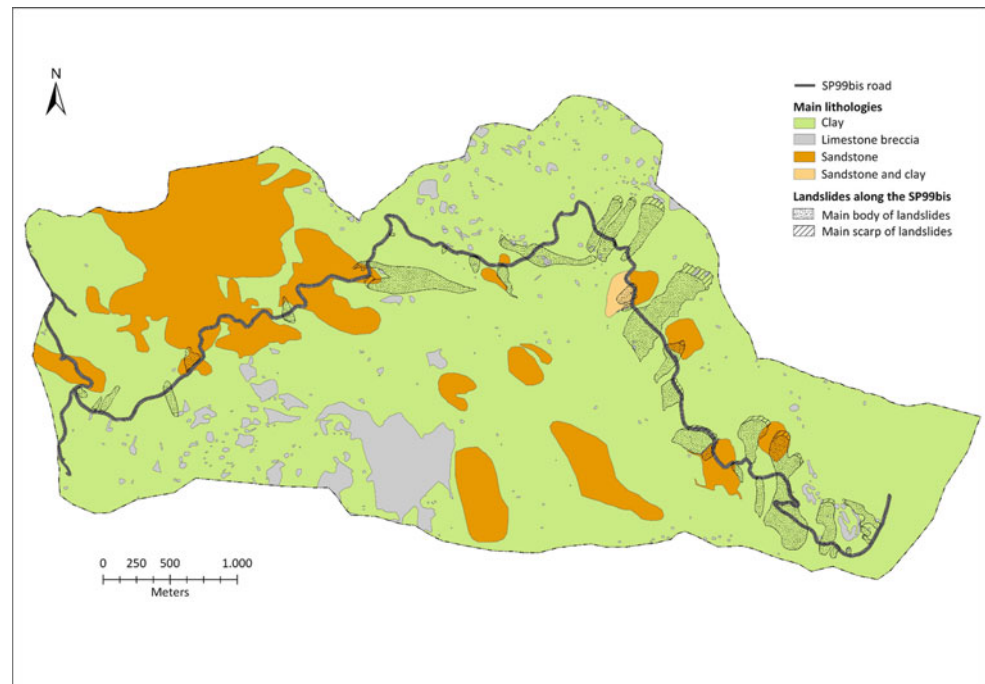 N
SP99bis road
Main lithologies
Clay
Limestone breccia
Sandstone
Sandstone and clay
Landslides along the SP99bis
Main body of landslides
Main scarp of landslides
0 250 500 1.000
Meters